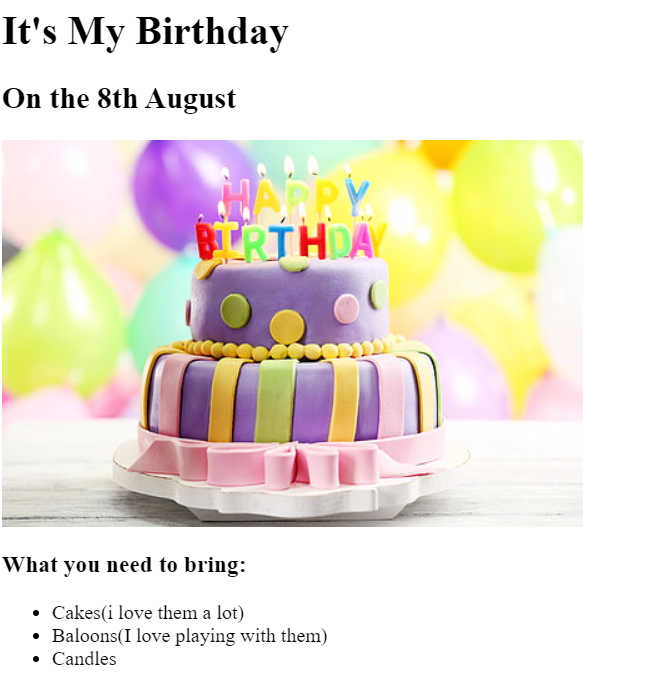 It's My Birthday
On the 8th August
HAPPY
BIRTHDAY
What you need to bring:
Cakes(i love them a lot)
Baloons(I love playing with them)
Candles